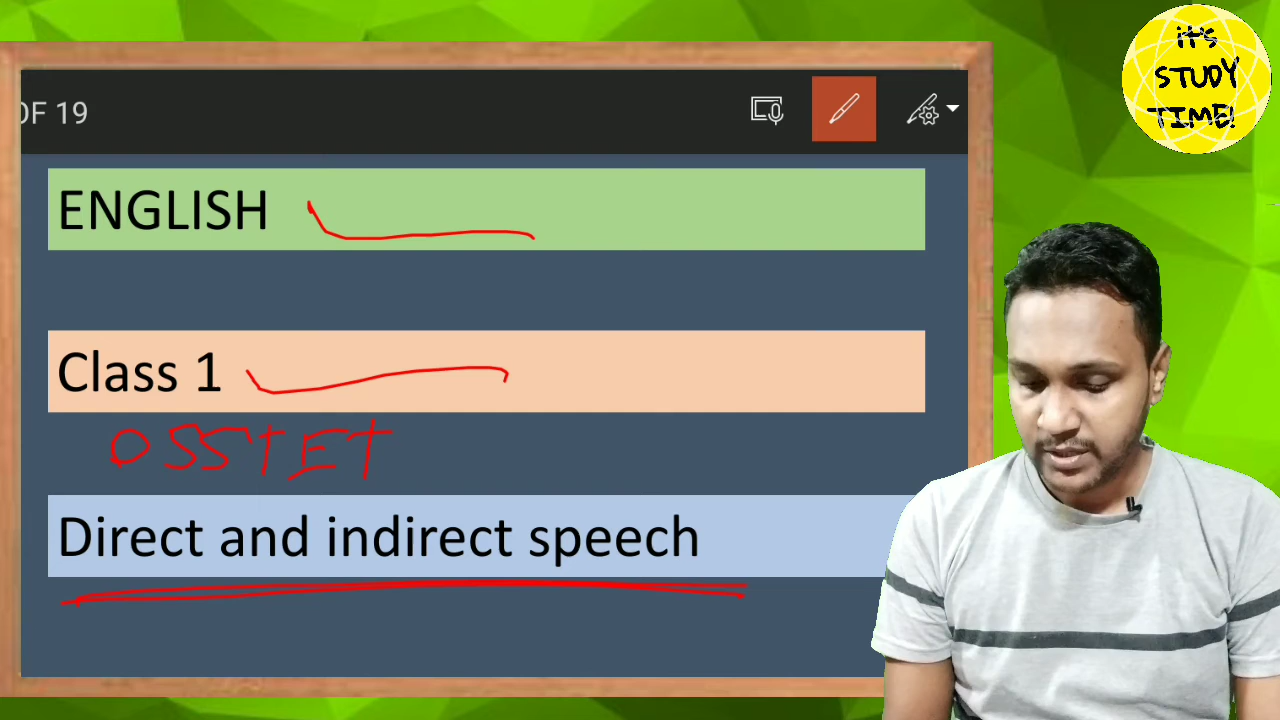 OF 19
it's
STUDY
TIME!
ENGLISH
Class 1
OSSTET
Direct and indirect speech